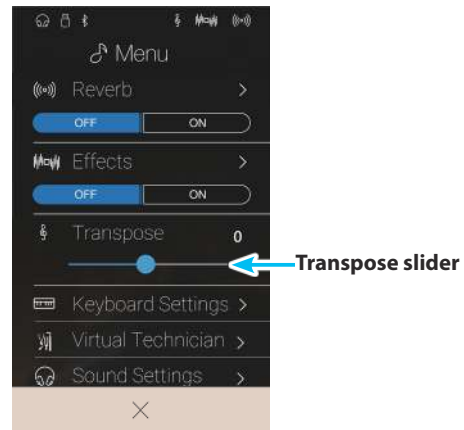 Menu
Reverb
OFF ON
Effects
OFF ON
Transpose 0
Transpose slider
Keyboard Settings
Virtual Technician
Sound Settings